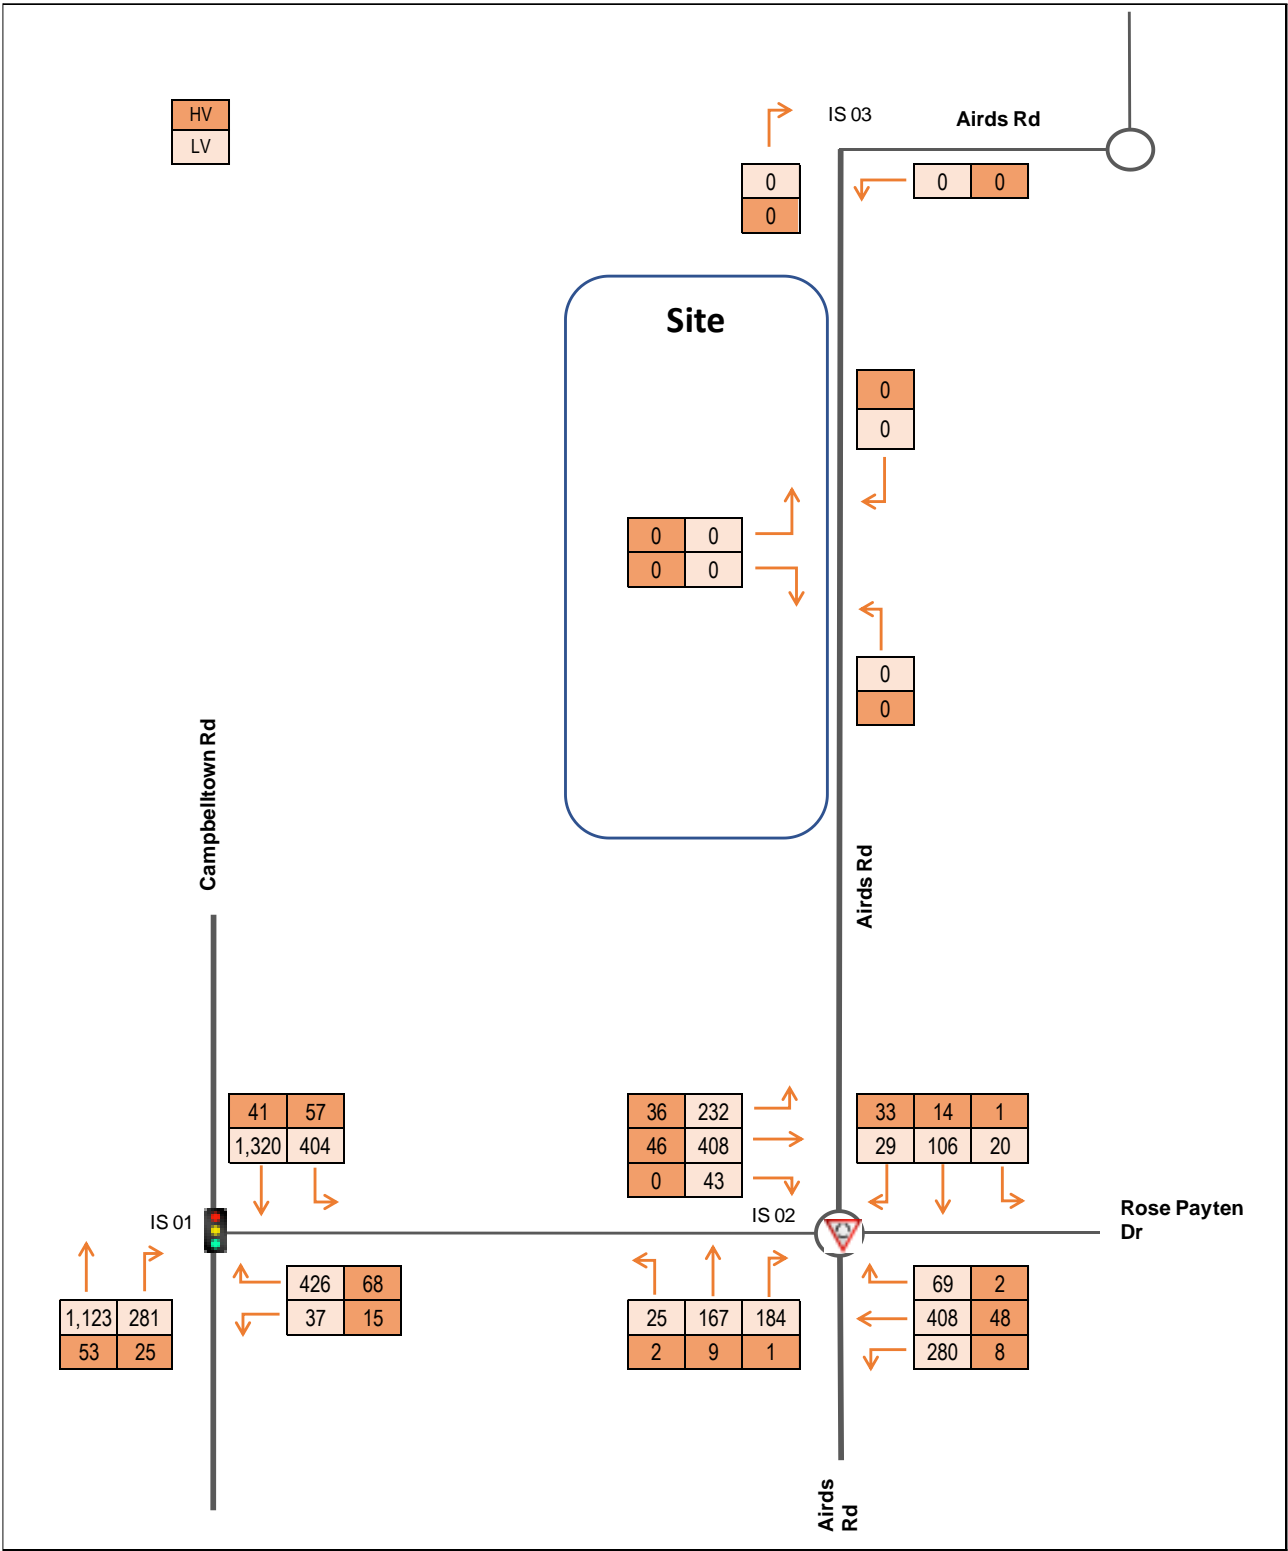 HV
LV
IS 03
Airds Rd
0
0
0 0
Site
0
0
0 0
0 0
0
0
Campbelltown Rd
Airds Rd
41 57
1,320 404
36 232
46 408
0 43
33 14 1
29 106 20
IS 01
IS 02
Rose Payten
Dr
426 68
37 15
1,123 281
53 25
25 167 184
2 9 1
69 2
408 48
280 8
Airds
Rd